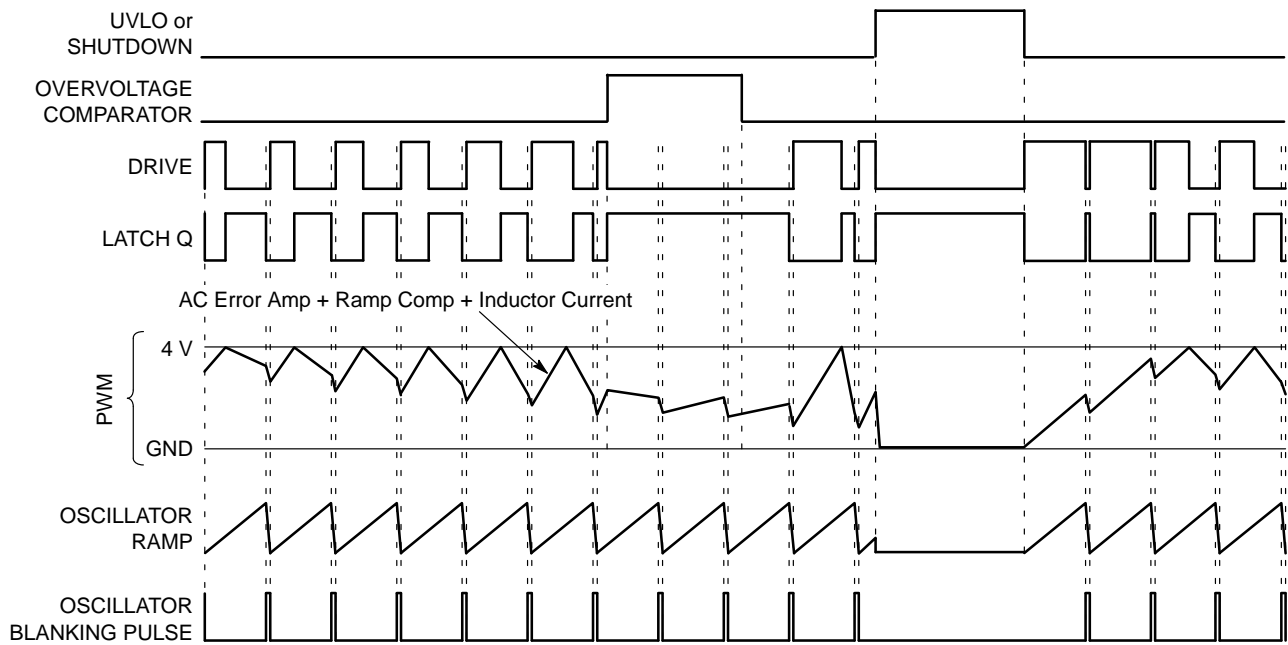 UVLO or
SHUTDOWN
OVERVOLTAGE
COMPARATOR
DRIVE
LATCH Q
AC Error Amp + Ramp Comp + Inductor Current
4 V
PWM
GND
OSCILLATOR
RAMP
OSCILLATOR
BLANKING PULSE